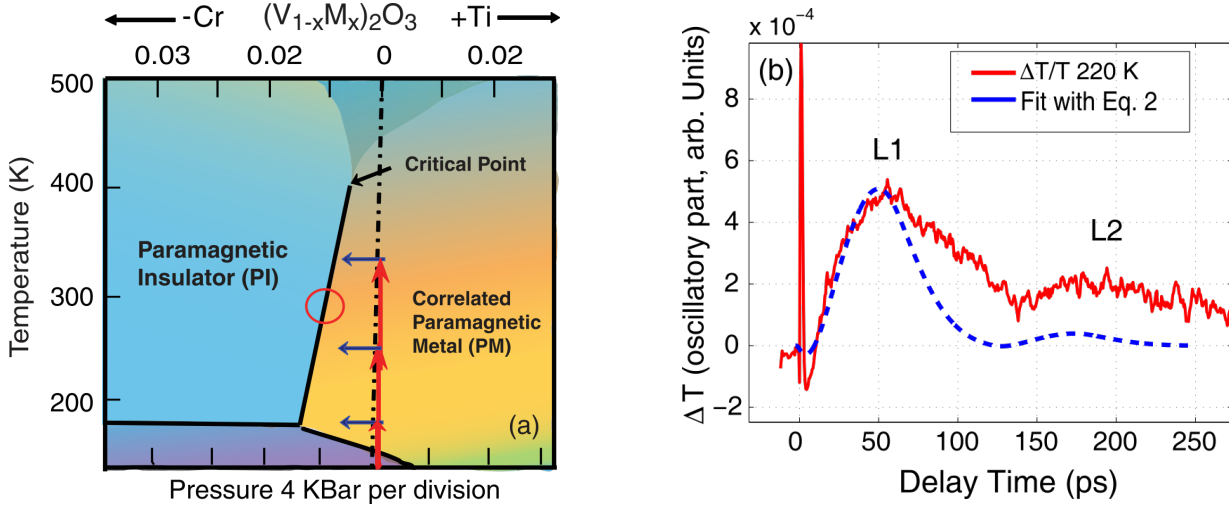 -Cr (V1-xMx)2O3 +Ti
0.03 0.02 0 0.02
500
400
300
200
Temperature (K)
Critical Point
Paramagnetic
Insulator (PI)
Correlated
Paramagnetic
Metal (PM)
(a)
Pressure 4 KBar per division
x 10⁻⁴
(b)
ΔT/T 220 K
Fit with Eq. 2
L1
L2
8
6
4
2
0
−2
Δ T (oscillatory part, arb. Units)
0 50 100 150 200 250
Delay Time (ps)